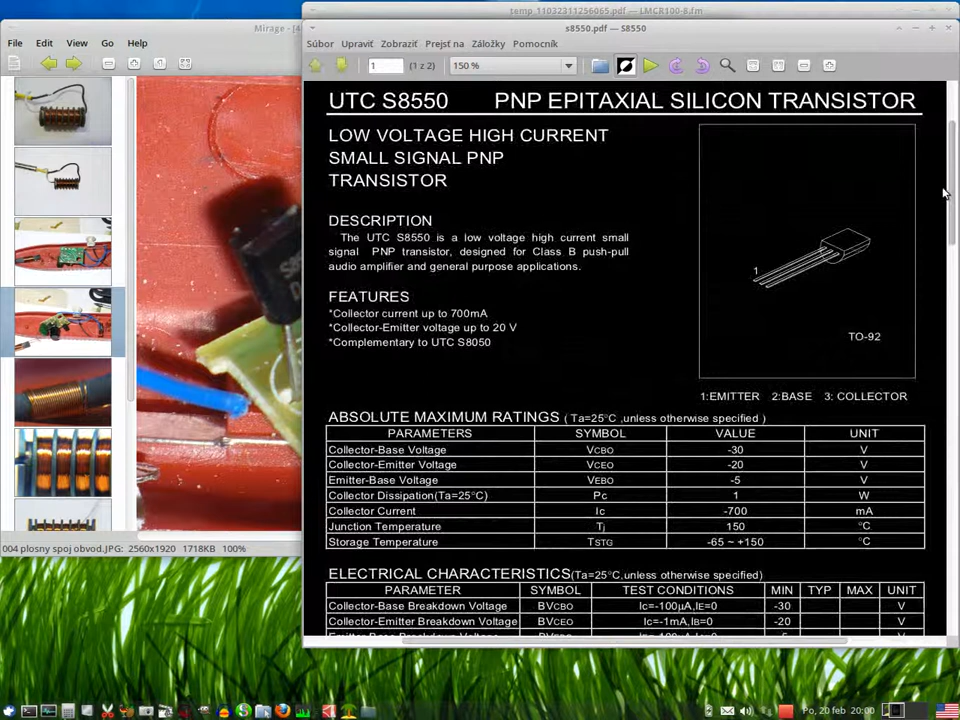 temp_11032311256065.pdf — LMCR100-8.fm
Mirage - [4
s8550.pdf — S8550
File Edit View Go Help
Súbor Upraviť Zobraziť Prejsť na Záložky Pomocník
1 (1 z 2) 150 %
UTC S8550 PNP EPITAXIAL SILICON TRANSISTOR
LOW VOLTAGE HIGH CURRENT
SMALL SIGNAL PNP
TRANSISTOR
DESCRIPTION
The UTC S8550 is a low voltage high current small
signal PNP transistor, designed for Class B push-pull
audio amplifier and general purpose applications.
FEATURES
*Collector current up to 700mA
*Collector-Emitter voltage up to 20 V
*Complementary to UTC S8050
1
TO-92
1:EMITTER 2:BASE 3: COLLECTOR
ABSOLUTE MAXIMUM RATINGS ( Ta=25°C ,unless otherwise specified )
PARAMETERS SYMBOL VALUE UNIT
Collector-Base Voltage VCBO -30 V
Collector-Emitter Voltage VCEO -20 V
Emitter-Base Voltage VEBO -5 V
Collector Dissipation(Ta=25°C) Pc 1 W
Collector Current Ic -700 mA
Junction Temperature Tj 150 °C
Storage Temperature TSTG -65 ~ +150 °C
ELECTRICAL CHARACTERISTICS(Ta=25°C,unless otherwise specified)
PARAMETER SYMBOL TEST CONDITIONS MIN TYP MAX UNIT
Collector-Base Breakdown Voltage BVCBO Ic=-100μA,IE=0 -30 V
Collector-Emitter Breakdown Voltage BVCEO Ic=-1mA,IB=0 -20 V
004 plosny spoj obvod.JPG: 2560x1920 1718KB 100%
Po, 20 feb 20:00